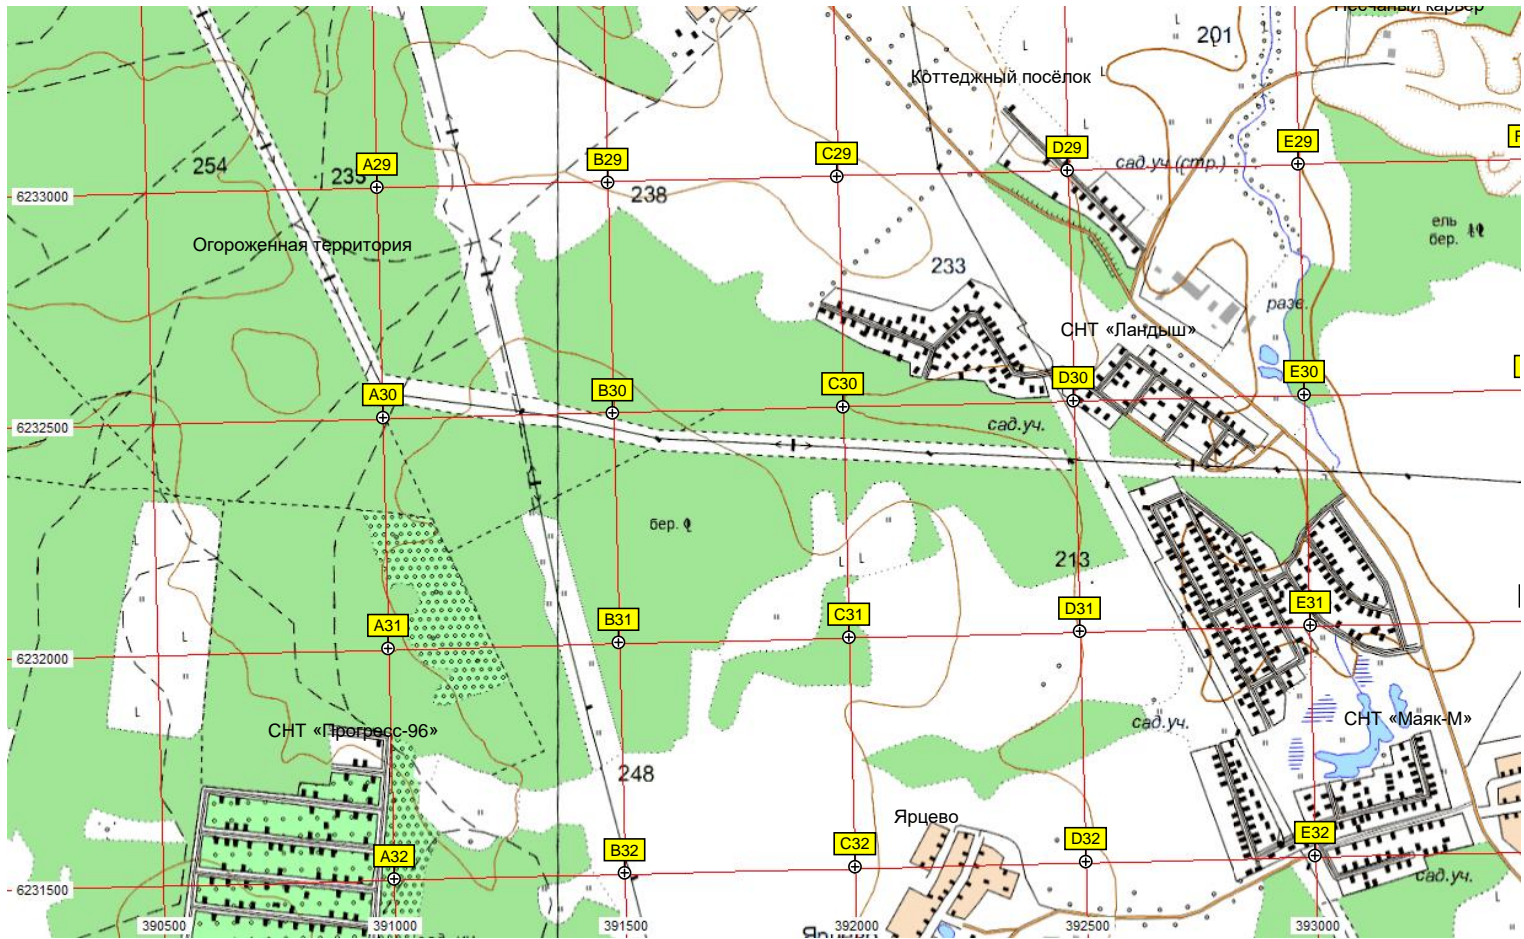 Песчаный карьер
201
Коттеджный посёлок
A29
B29
C29
D29
E29
254
235
238
сад.уч.(стр.)
6233000
ель
бер.
Огороженная территория
233
разв.
СНТ «Ландыш»
A30
B30
C30
D30
E30
6232500
сад.уч.
бер.
213
A31
B31
C31
D31
E31
6232000
СНТ «Прогресс-96»
сад.уч.
СНТ «Маяк-М»
248
Ярцево
A32
B32
C32
D32
E32
6231500
сад.уч.
390500
391000
391500
392000
392500
393000